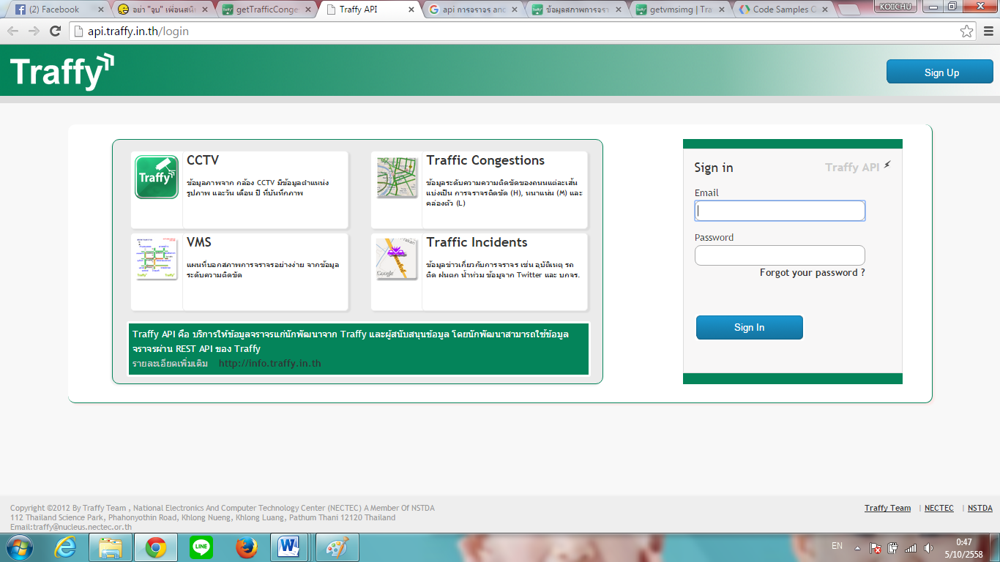 (2) Facebook
อย่า "จูบ" เพื่อนสนิ
getTrafficConge
Traffy API
api การจราจร and
ข้อมูลสภาพการจรา
getvmsimg | Tra
Code Samples C
KOICHU
api.traffy.in.th/login
Traffy
Sign Up
CCTV
ข้อมูลภาพจาก กล้อง CCTV มีข้อมูลตำแหน่ง
รูปภาพ และวัน เดือน ปี ที่บันทึกภาพ
Traffy
Traffic Congestions
ข้อมูลระดับความความติดขัดของถนนแต่ละเส้น
แบ่งเป็น การจราจรติดขัด (H), หนาแน่น (M) และ
คล่องตัว (L)
VMS
แผนที่บอกสภาพการจราจรอย่างง่าย จากข้อมูล
ระดับความติดขัด
Traffic Incidents
ข้อมูลข่าวเกี่ยวกับการจราจร เช่น อุบัติเหตุ รถ
ติด ฝนตก น้ำท่วม ข้อมูจาก Twitter และ บกจร.
Google
Traffy API คือ บริการให้ข้อมูลจราจรแก่นักพัฒนาจาก Traffy และผู้สนับสนุนข้อมูล โดยนักพัฒนาสามารถใช้ข้อมูล
จราจรผ่าน REST API ของ Traffy
รายละเอียดเพิ่มเติม http://info.traffy.in.th
Sign in
Traffy API
Email
Password
Forgot your password ?
Sign In
Copyright ©2012 By Traffy Team , National Electronics And Computer Technology Center (NECTEC) A Member Of NSTDA
112 Thailand Science Park, Phahonyothin Road, Khlong Nueng, Khlong Luang, Pathum Thani 12120 Thailand
Email:traffy@nucleus.nectec.or.th
Traffy Team | NECTEC | NSTDA
LINE
EN
0:47
5/10/2558